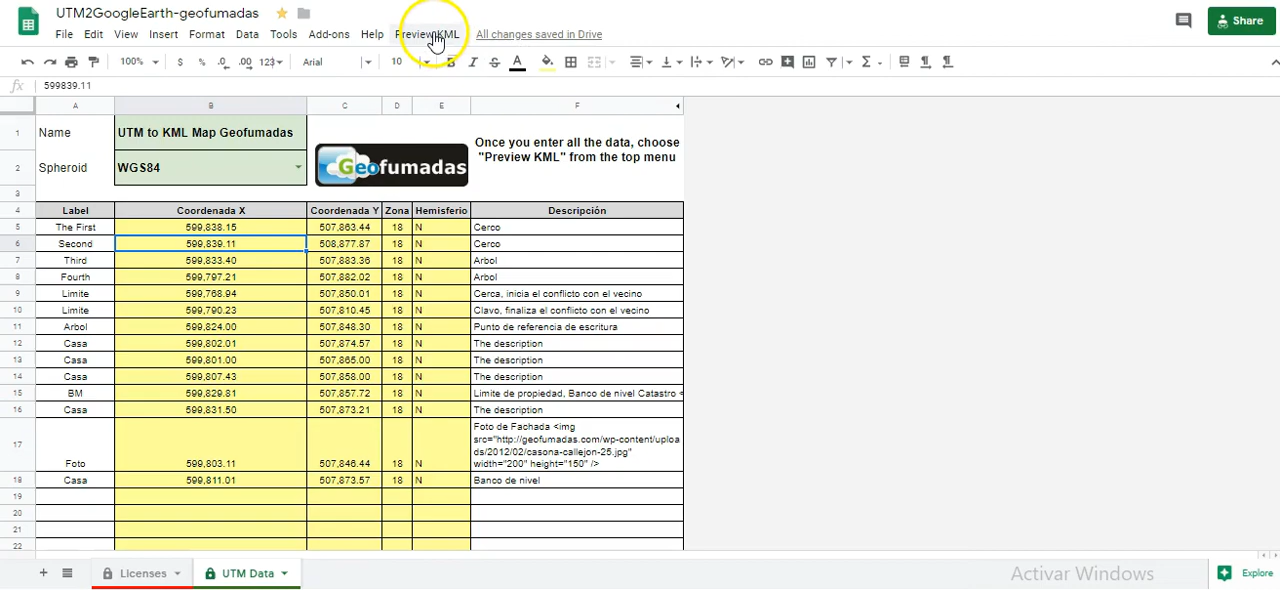 UTM2GoogleEarth-geofumadas
File Edit View Insert Format Data Tools Add-ons Help Preview KML All changes saved in Drive
Share
100% $ % .0 .00 123 Arial 10 B I S A Σ
fx 599839.11
A B C D E F
1 Name UTM to KML Map Geofumadas
Geofumadas
Once you enter all the data, choose
"Preview KML" from the top menu
2 Spheroid WGS84
3
4 Label Coordenada X Coordenada Y Zona Hemisferio Descripción
5 The First 599,838.15 507,863.44 18 N Cerco
6 Second 599,839.11 508,877.87 18 N Cerco
7 Third 599,833.40 507,883.36 18 N Arbol
8 Fourth 599,797.21 507,882.02 18 N Arbol
9 Limite 599,768.94 507,850.01 18 N Cerca, inicia el conflicto con el vecino
10 Limite 599,790.23 507,810.45 18 N Clavo, finaliza el conflicto con el vecino
11 Arbol 599,824.00 507,848.30 18 N Punto de referencia de escritura
12 Casa 599,802.01 507,874.57 18 N The description
13 Casa 599,801.00 507,865.00 18 N The description
14 Casa 599,807.43 507,858.00 18 N The description
15 BM 599,829.81 507,857.72 18 N Limite de propiedad, Banco de nivel Catastro <
16 Casa 599,831.50 507,873.21 18 N The description
17 Foto 599,803.11 507,846.44 18 N
Foto de Fachada <img
src="http://geofumadas.com/wp-content/uploa
ds/2012/02/casona-callejon-25.jpg"
width="200" height="150" />
18 Casa 599,811.01 507,873.57 18 N Banco de nivel
19
20
21
22
+ Licenses UTM Data
Activar Windows
Explore